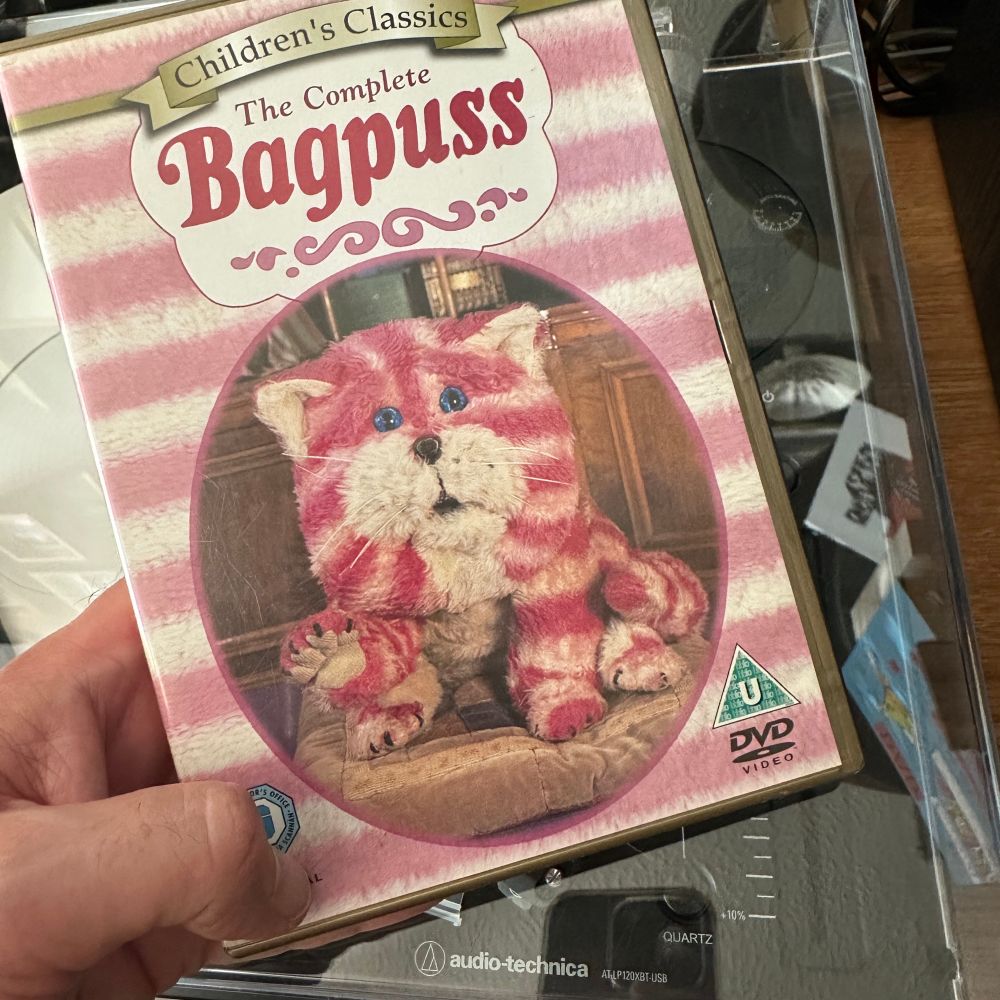 Children's Classics
The Complete
Bagpuss
U
DVD
VIDEO
+10%
QUARTZ
audio-technica
AT-LP120XBT-USB